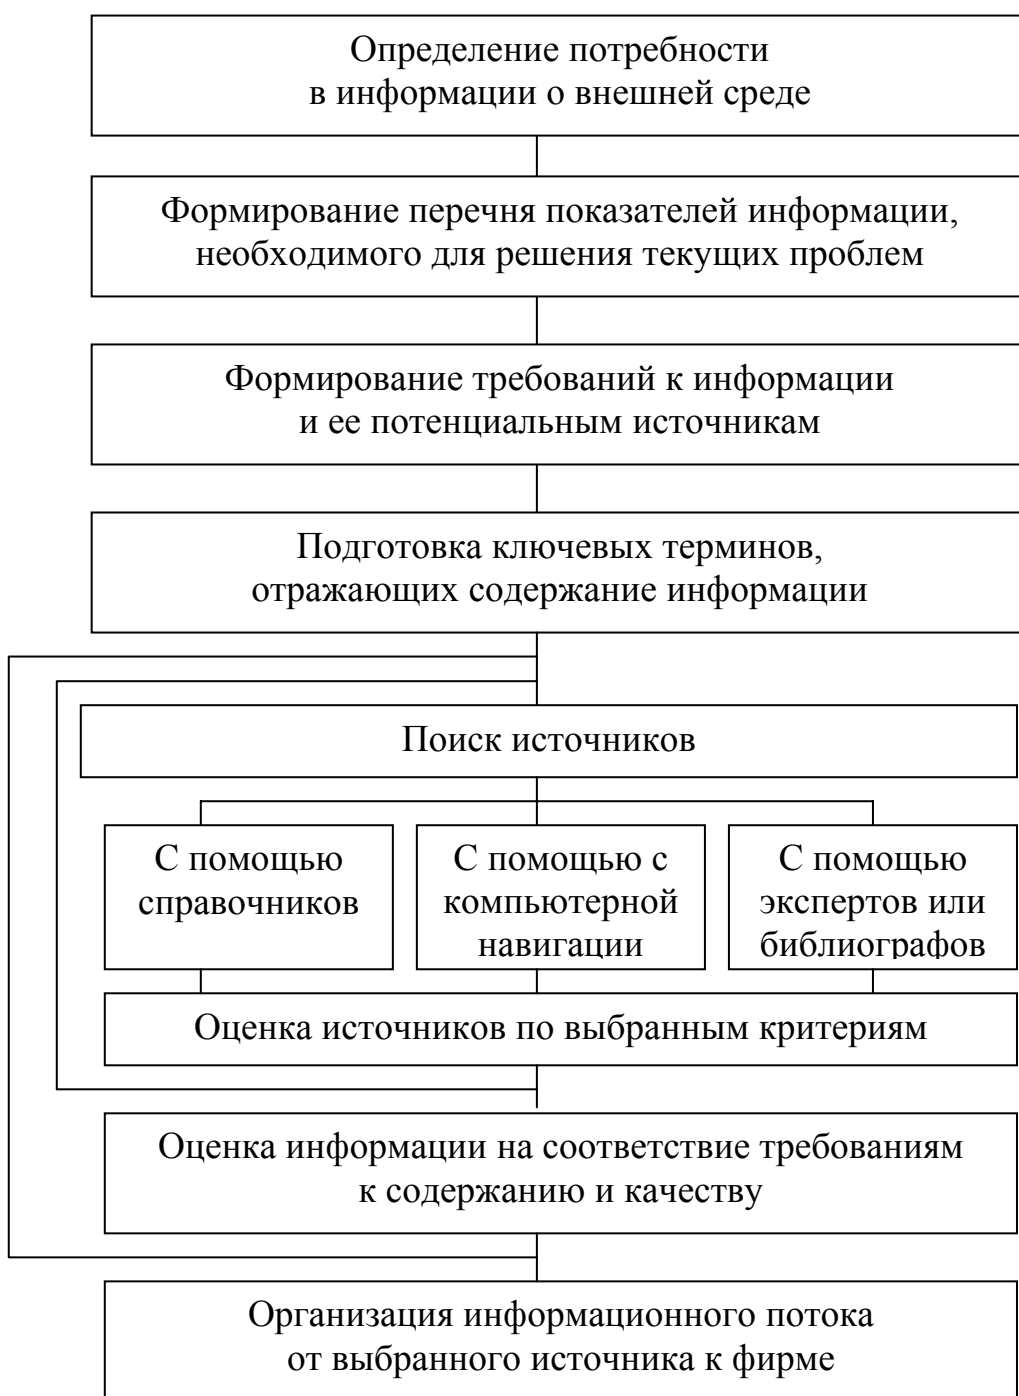 Определение потребности
в информации о внешней среде
Формирование перечня показателей информации,
необходимого для решения текущих проблем
Формирование требований к информации
и ее потенциальным источникам
Подготовка ключевых терминов,
отражающих содержание информации
Поиск источников
С помощью
справочников
С помощью с
компьютерной
навигации
С помощью
экспертов или
библиографов
Оценка источников по выбранным критериям
Оценка информации на соответствие требованиям
к содержанию и качеству
Организация информационного потока
от выбранного источника к фирме